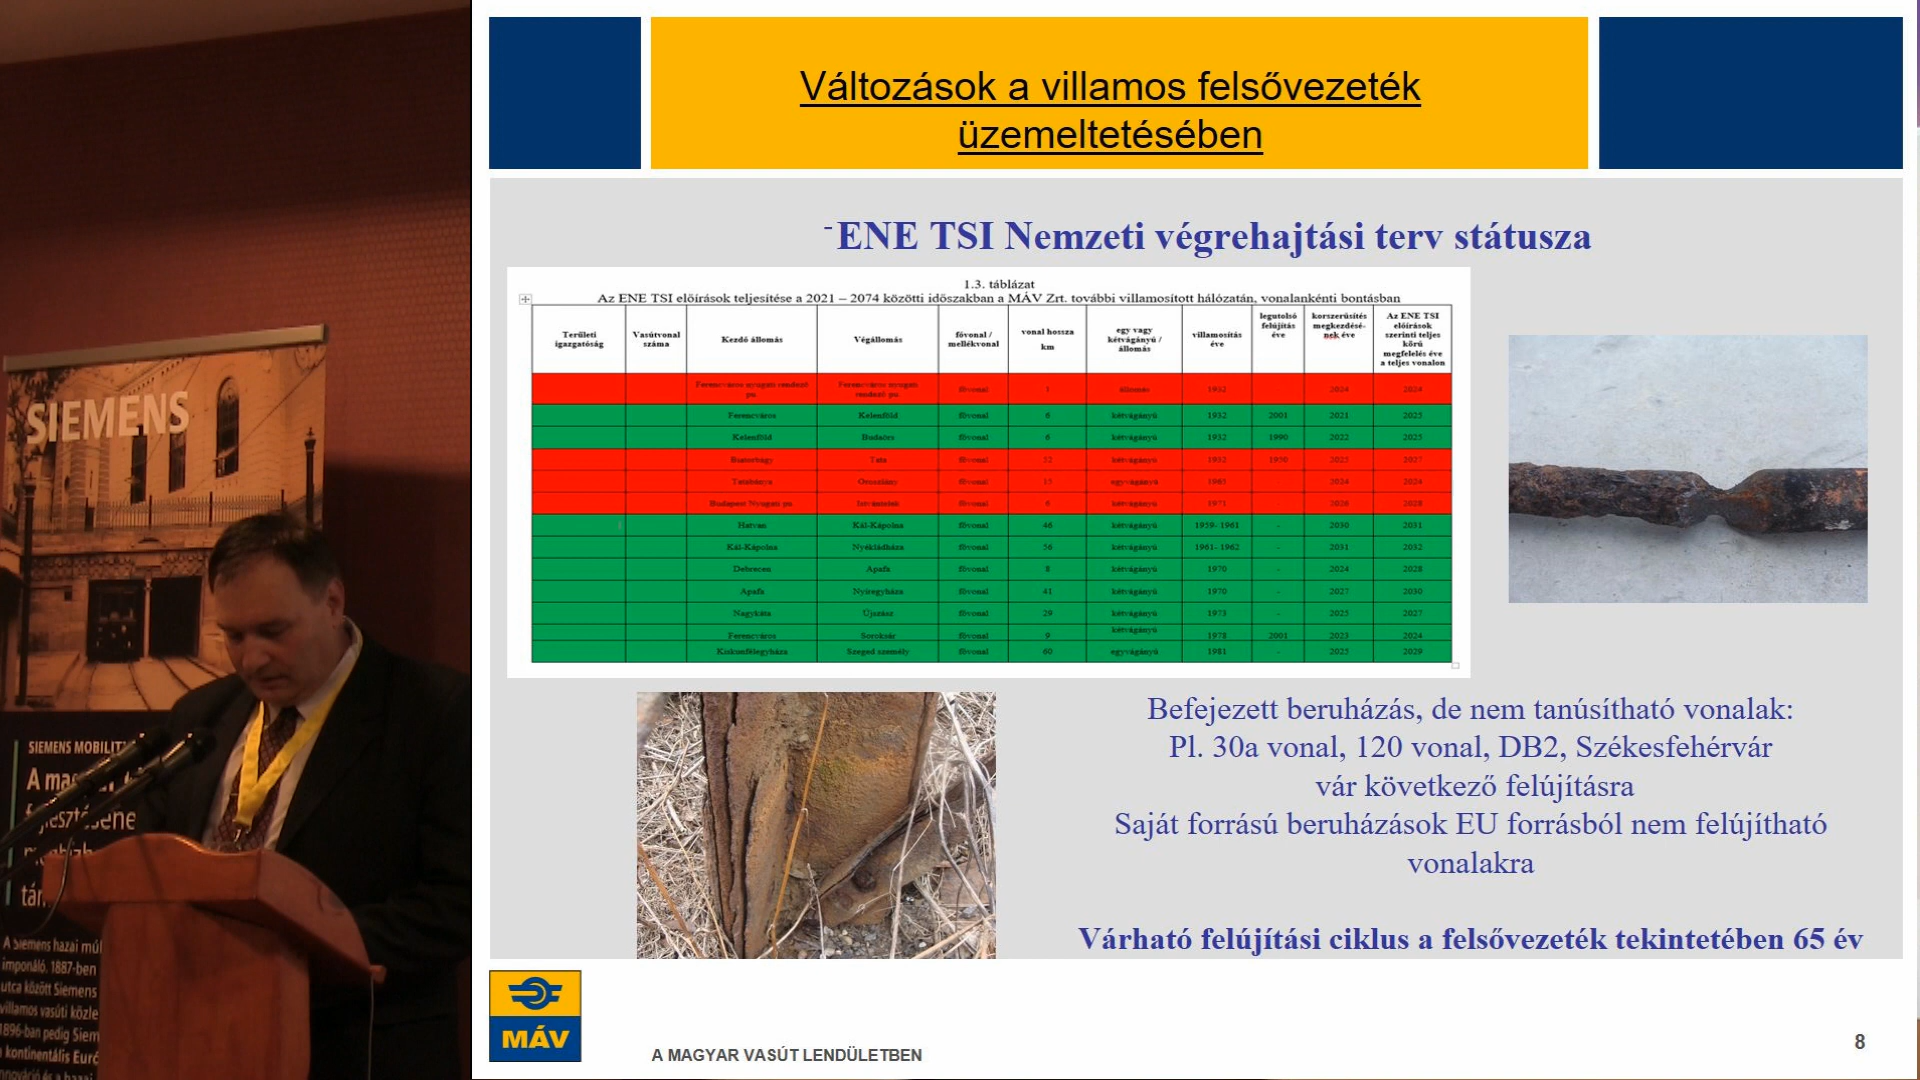 Változások a villamos felsővezeték
üzemeltetésében
-ENE TSI Nemzeti végrehajtási terv státusza
1.3. táblázat
Az ENE TSI előírások teljesítése a 2021 – 2074 közötti időszakban a MÁV Zrt. további villamosított hálózatán, vonalankénti bontásban
Területi igazgatóság Vasútvonal száma Kezdő állomás Végállomás fővonal / mellékvonal vonal hossza km egy vagy kétvágányú / állomás villamosítás éve legutolsó felújítás éve korszerűsítés megkezdésé-nek éve Az ENE TSI előírások szerinti teljes körű megfelelés éve a teljes vonalon
Ferencváros nyugati rendező pu. Ferencváros nyugati rendező pu. fővonal 1 állomás 1932 2024 2024
Ferencváros Kelenföld fővonal 6 kétvágányú 1932 2001 2021 2025
Kelenföld Budaörs fővonal 6 kétvágányú 1932 1990 2022 2025
Biatorbágy Tata fővonal 52 kétvágányú 1932 1950 2025 2027
Tatabánya Oroszlány fővonal 15 egyvágányú 1965 2024 2024
Budapest Nyugati pu. Istvántelek fővonal 6 kétvágányú 1971 2026 2028
Hatvan Kál-Kápolna fővonal 46 kétvágányú 1959-1961 - 2030 2031
Kál-Kápolna Nyékládháza fővonal 56 kétvágányú 1961-1962 - 2031 2032
Debrecen Apafa fővonal 8 kétvágányú 1970 - 2024 2028
Apafa Nyíregyháza fővonal 41 kétvágányú 1970 - 2027 2030
Nagykáta Újszász fővonal 29 kétvágányú 1973 - 2025 2027
Ferencváros Soroksár fővonal 9 kétvágányú 1978 2001 2023 2024
Kiskunfélegyháza Szeged személy fővonal 60 egyvágányú 1981 - 2025 2029
Befejezett beruházás, de nem tanúsítható vonalak:
Pl. 30a vonal, 120 vonal, DB2, Székesfehérvár
vár következő felújításra
Saját forrású beruházások EU forrásból nem felújítható
vonalakra
Várható felújítási ciklus a felsővezeték tekintetében 65 év
MÁV
A MAGYAR VASÚT LENDÜLETBEN
8
SIEMENS
SIEMENS MOBILIT
A ma
A Siemens hazai múl
imponáló. 1887-ben
utca között Siemens
villamos vasúti közle
1896-ban pedig Siem
kontinentális Euró